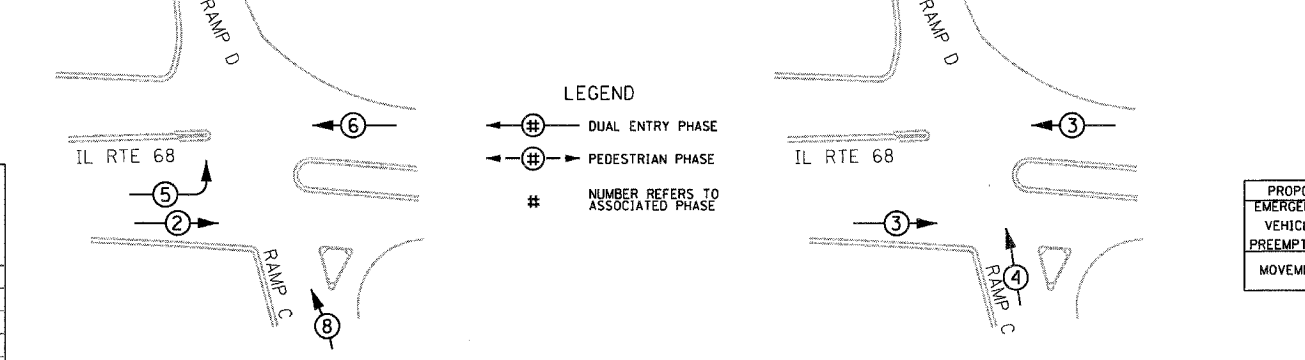 RAMP D
6
IL RTE 68
5
2
RAMP C
8
LEGEND
# DUAL ENTRY PHASE
# PEDESTRIAN PHASE
# NUMBER REFERS TO
ASSOCIATED PHASE
RAMP D
3
IL RTE 68
3
4
RAMP C